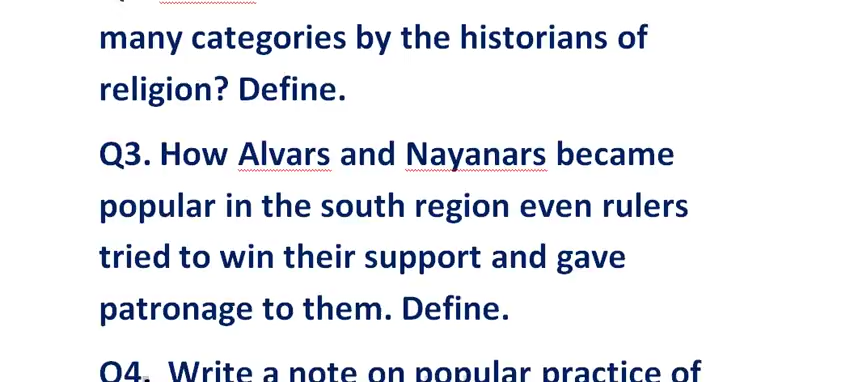 many categories by the historians of
religion? Define.
Q3. How Alvars and Nayanars became
popular in the south region even rulers
tried to win their support and gave
patronage to them. Define.
Q4. Write a note on popular practice of